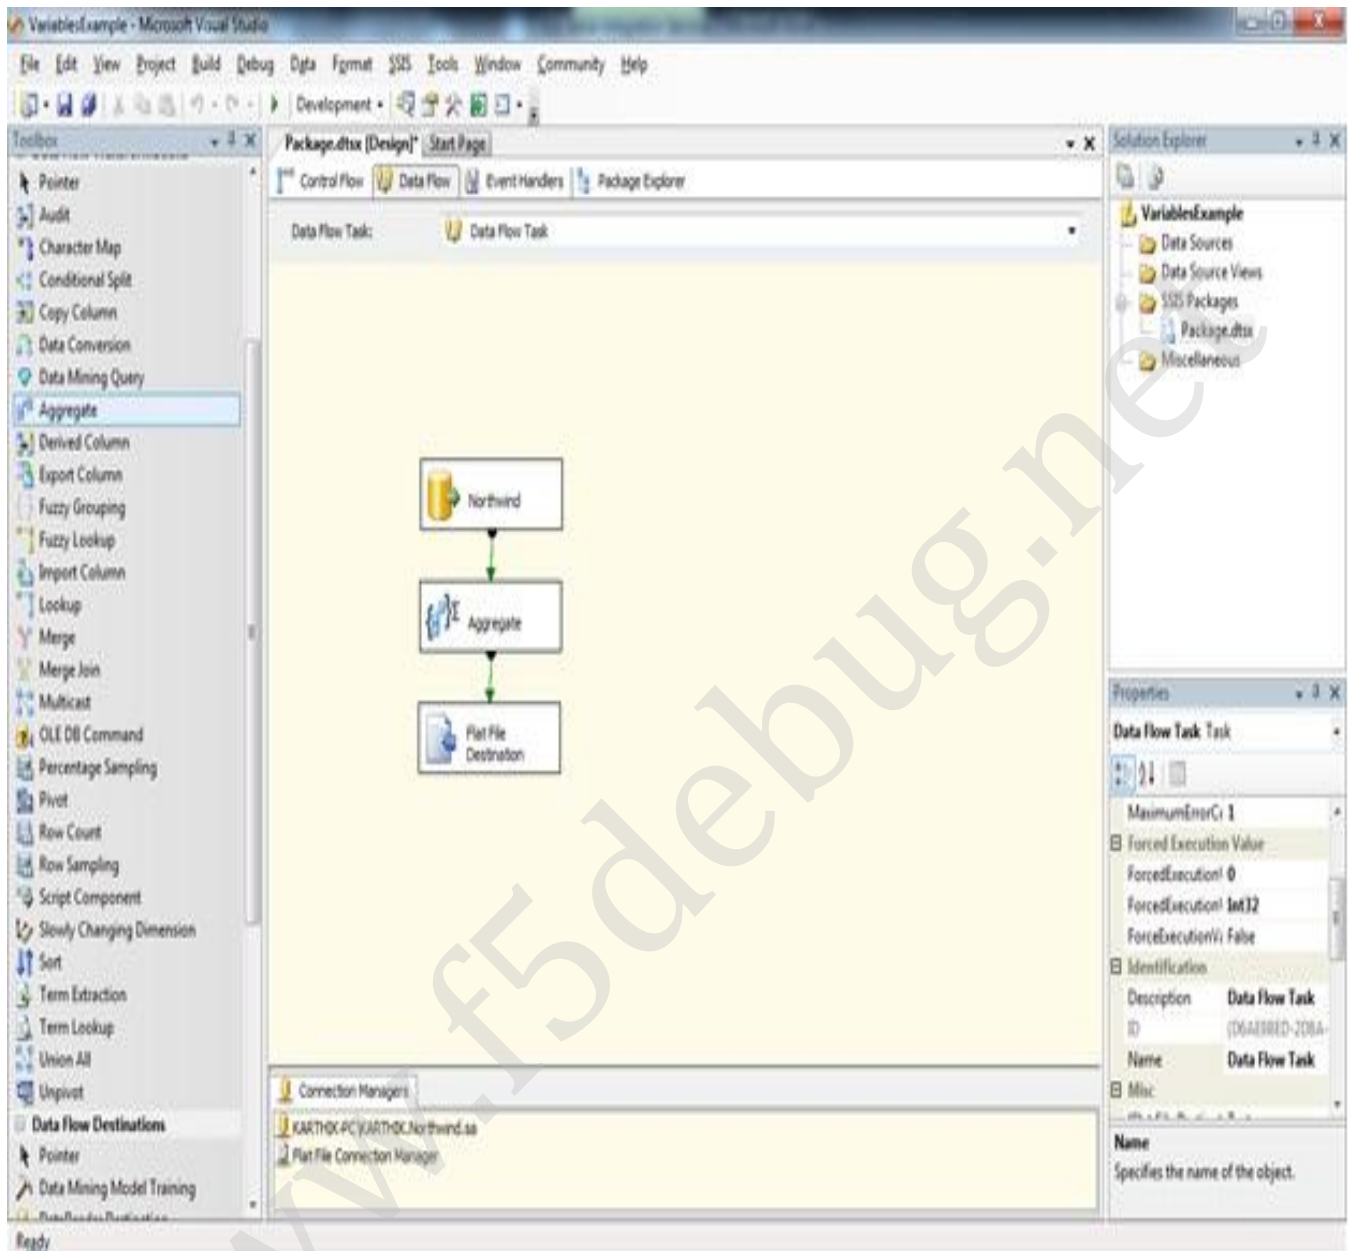 VariablesExample - Microsoft Visual Studio
File Edit View Project Build Debug Data Format SSIS Tools Window Community Help
Development
Toolbox
Pointer
Audit
Character Map
Conditional Split
Copy Column
Data Conversion
Data Mining Query
Aggregate
Derived Column
Export Column
Fuzzy Grouping
Fuzzy Lookup
Import Column
Lookup
Merge
Merge Join
Multicast
OLE DB Command
Percentage Sampling
Pivot
Row Count
Row Sampling
Script Component
Slowly Changing Dimension
Sort
Term Extraction
Term Lookup
Union All
Unpivot
Data Flow Destinations
Pointer
Data Mining Model Training
Ready
Package.dtsx [Design]* Start Page
Control Flow Data Flow Event Handlers Package Explorer
Data Flow Task: Data Flow Task
Northwind
Aggregate
Flat File
Destination
Connection Managers
KARTHIK-PC\KARTHIK.Northwind.sa
Flat File Connection Manager
Solution Explorer
VariablesExample
Data Sources
Data Source Views
SSIS Packages
Package.dtsx
Miscellaneous
Properties
Data Flow Task Task
MaximumErrorC 1
Forced Execution Value
ForcedExecution 0
ForcedExecution Int32
ForceExecutionV False
Identification
Description Data Flow Task
ID
Name Data Flow Task
Misc
Name
Specifies the name of the object.
www.f5debug.net